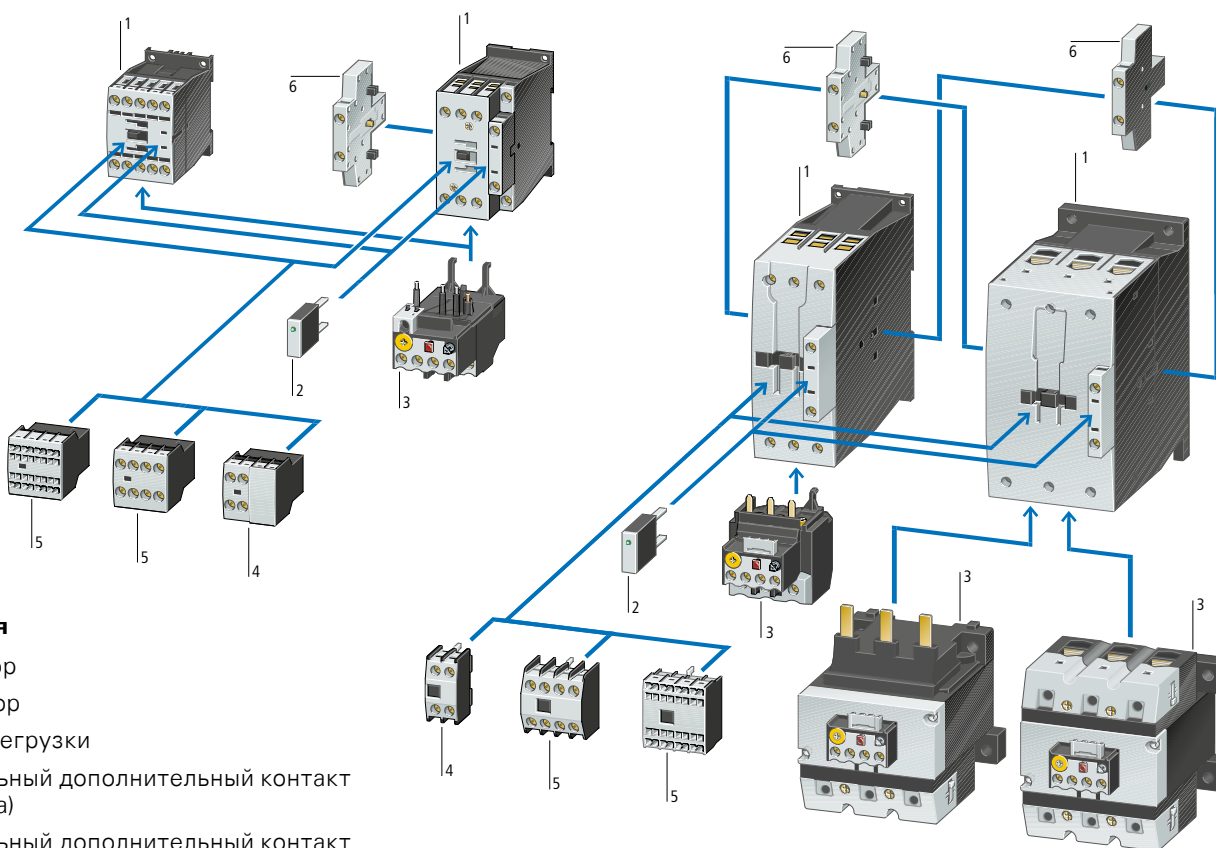 1
1
6
6
6
1
1
2
3
5
5
4
2
3
3
3
4
5
5
я
ор
ор
егрузки
ьный дополнительный контакт
а)
ьный дополнительный контакт